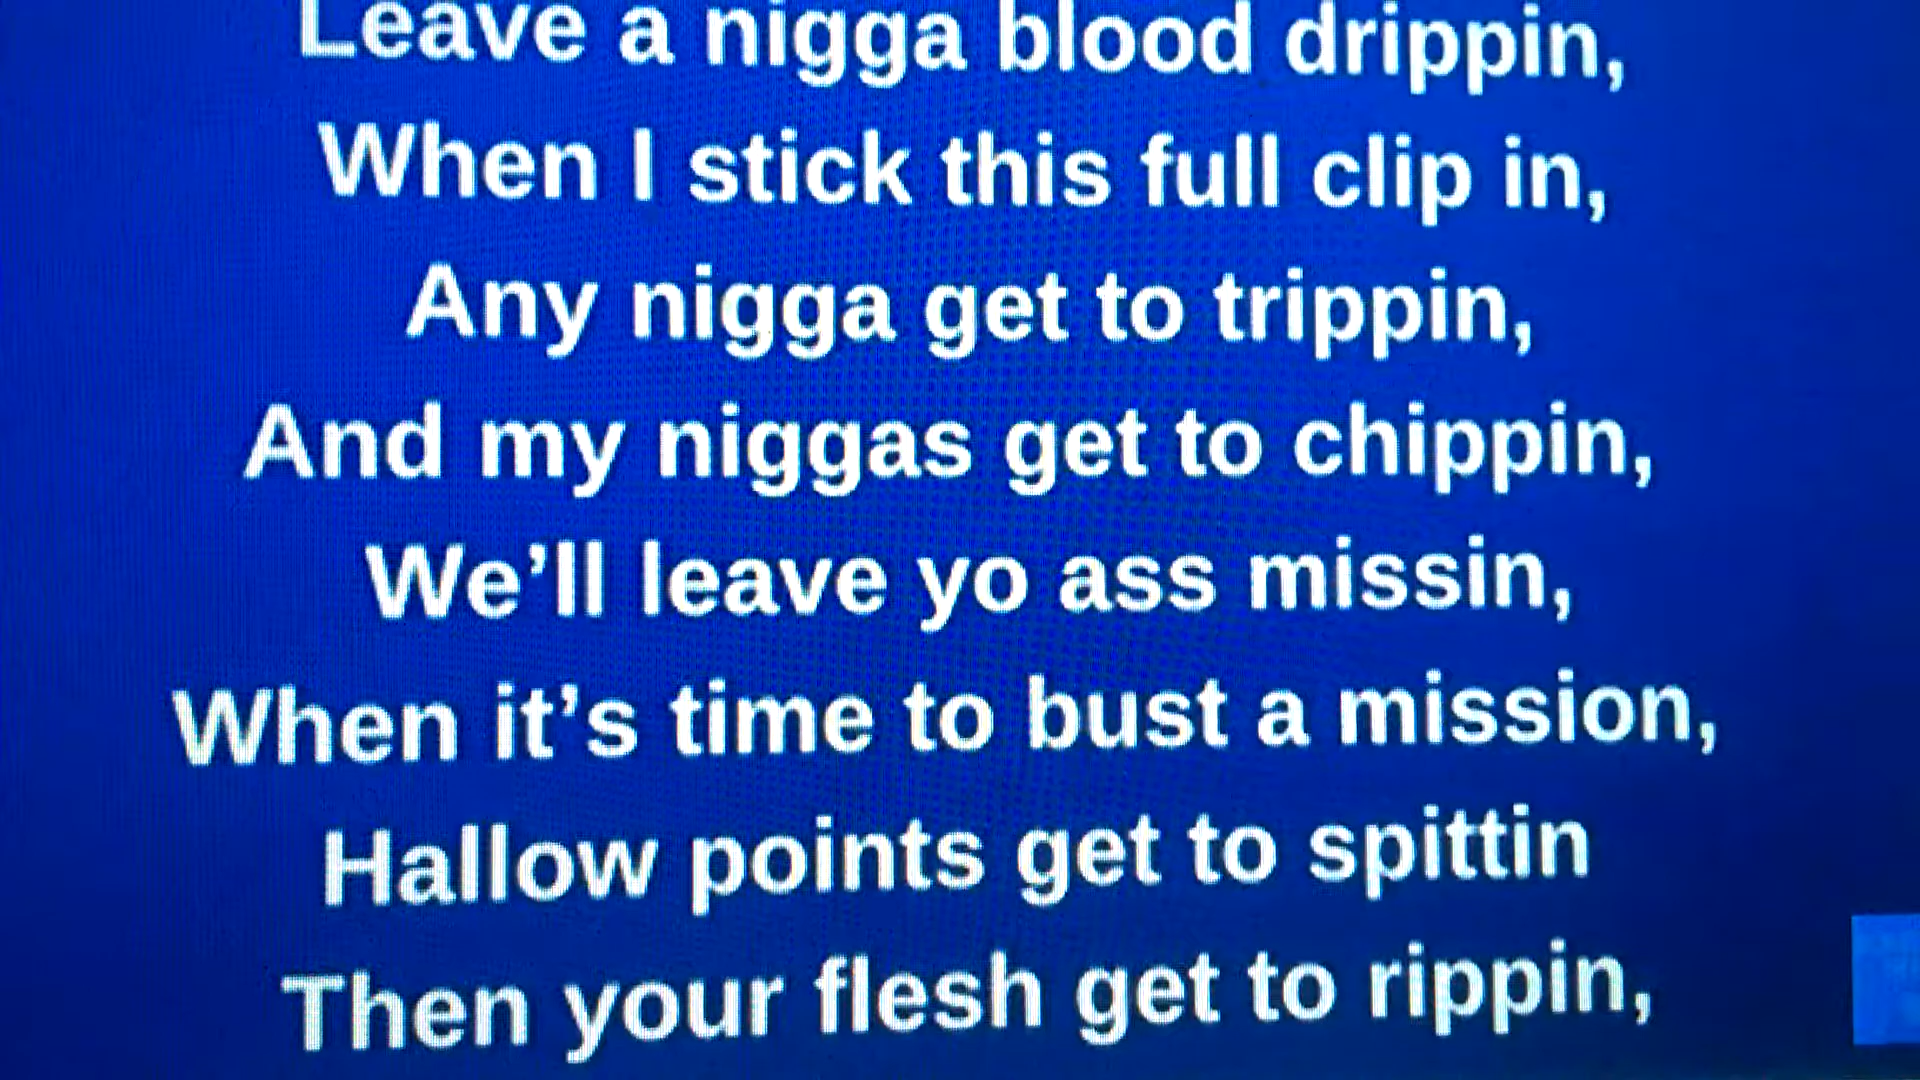 Leave a nigga blood drippin,
When I stick this full clip in,
Any nigga get to trippin,
And my niggas get to chippin,
We’ll leave yo ass missin,
When it’s time to bust a mission,
Hallow points get to spittin
Then your flesh get to rippin,